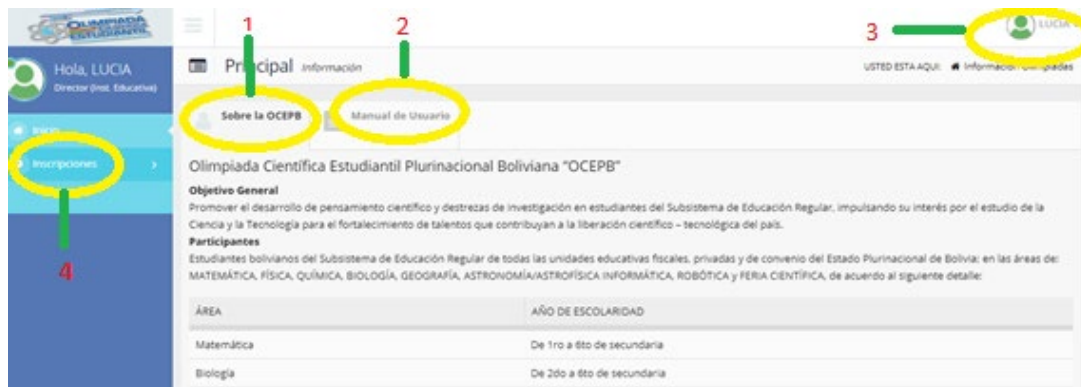 1
2
3
OLIMPIADA
ESTUDIANTIL
LUCIA
Hola, LUCIA
Director (Inst. Educativa)
Principal Información
USTED ESTA AQUI: Información Olimpiadas
Sobre la OCEPB
Manual de Usuario
Inicio
Inscripciones
4
Olimpiada Científica Estudiantil Plurinacional Boliviana "OCEPB"
Objetivo General
Promover el desarrollo de pensamiento científico y destrezas de investigación en estudiantes del Subsistema de Educación Regular, impulsando su interés por el estudio de la
Ciencia y la Tecnología para el fortalecimiento de talentos que contribuyan a la liberación científico – tecnológica del país.
Participantes
Estudiantes bolivianos del Subsistema de Educación Regular de todas las unidades educativas fiscales, privadas y de convenio del Estado Plurinacional de Bolivia; en las áreas de:
MATEMÁTICA, FÍSICA, QUÍMICA, BIOLOGÍA, GEOGRAFÍA, ASTRONOMÍA/ASTROFÍSICA INFORMÁTICA, ROBÓTICA y FERIA CIENTÍFICA, de acuerdo al siguiente detalle:
ÁREA AÑO DE ESCOLARIDAD
Matemática De 1ro a 6to de secundaria
Biología De 2do a 6to de secundaria